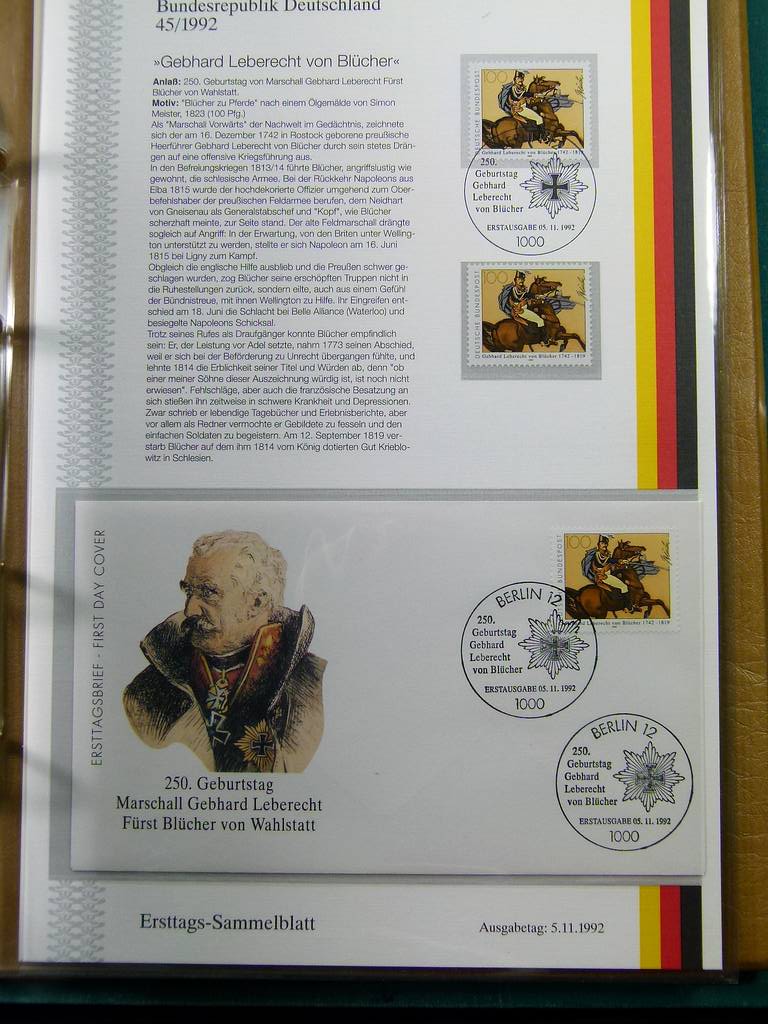 Bundesrepublik Deutschland
45/1992
»Gebhard Leberecht von Blücher«
Anlaß: 250. Geburtstag von Marschall Gebhard Leberecht Fürst
Blücher von Wahlstatt.
Motiv: "Blücher zu Pferde" nach einem Ölgemälde von Simon
Meister, 1823 (100 Pfg.)
Als "Marschall Vorwärts" der Nachwelt im Gedächtnis, zeichnete
sich der am 16. Dezember 1742 in Rostock geborene preußische
Heerführer Gebhard Leberecht von Blücher durch sein stetes Drän-
gen auf eine offensive Kriegsführung aus.
In den Befreiungskriegen 1813/14 führte Blücher, angriffslustig wie
gewohnt, die schlesische Armee. Bei der Rückkehr Napoleons aus
Elba 1815 wurde der hochdekorierte Offizier umgehend zum Ober-
befehlshaber der preußischen Feldarmee berufen, dem Neidhart
von Gneisenau als Generalstabschef und "Kopf", wie Blücher
scherzhaft meinte, zur Seite stand. Der alte Feldmarschall drängte
sogleich auf Angriff: In der Erwartung, von den Briten unter Welling-
ton unterstützt zu werden, stellte er sich Napoleon am 16. Juni
1815 bei Ligny zum Kampf.
Obgleich die englische Hilfe ausblieb und die Preußen schwer ge-
schlagen wurden, zog Blücher seine erschöpften Truppen nicht in
die Ruhestellungen zurück, sondern eilte, auch aus einem Gefühl
der Bündnistreue, mit ihnen Wellington zu Hilfe. Ihr Eingreifen ent-
schied am 18. Juni die Schlacht bei Belle Alliance (Waterloo) und
besiegelte Napoleons Schicksal.
Trotz seines Rufes als Draufgänger konnte Blücher empfindlich
sein: Er, der Leistung vor Adel setzte, nahm 1773 seinen Abschied,
weil er sich bei der Beförderung zu Unrecht übergangen fühlte, und
lehnte 1814 die Erblichkeit seiner Titel und Würden ab, denn "ob
einer meiner Söhne dieser Auszeichnung würdig ist, ist noch nicht
erwiesen". Fehlschläge, aber auch die französische Besatzung an
sich stießen ihn zeitweise in schwere Krankheit und Depressionen.
Zwar schrieb er lebendige Tagebücher und Erlebnisberichte, aber
vor allem als Redner vermochte er Gebildete zu fesseln und den
einfachen Soldaten zu begeistern. Am 12. September 1819 ver-
starb Blücher auf dem ihm 1814 vom König dotierten Gut Krieblo-
witz in Schlesien.
100
DEUTSCHE BUNDESPOST
Gebhard Leberecht von Blücher 1742 - 1819
250.
Geburtstag
Gebhard
Leberecht
von Blücher
ERSTAUSGABE 05. 11. 1992
1000
100
DEUTSCHE BUNDESPOST
Gebhard Leberecht von Blücher 1742 - 1819
ERSTTAGSBRIEF - FIRST DAY COVER
250. Geburtstag
Marschall Gebhard Leberecht
Fürst Blücher von Wahlstatt
100
BUNDESPOST
recht von Blücher 1742 - 1819
BERLIN 12
250.
Geburtstag
Gebhard
Leberecht
von Blücher
ERSTAUSGABE 05. 11. 1992
1000
BERLIN 12
250.
Geburtstag
Gebhard
Leberecht
von Blücher
ERSTAUSGABE 05. 11. 1992
1000
Ersttags-Sammelblatt
Ausgabetag: 5.11.1992